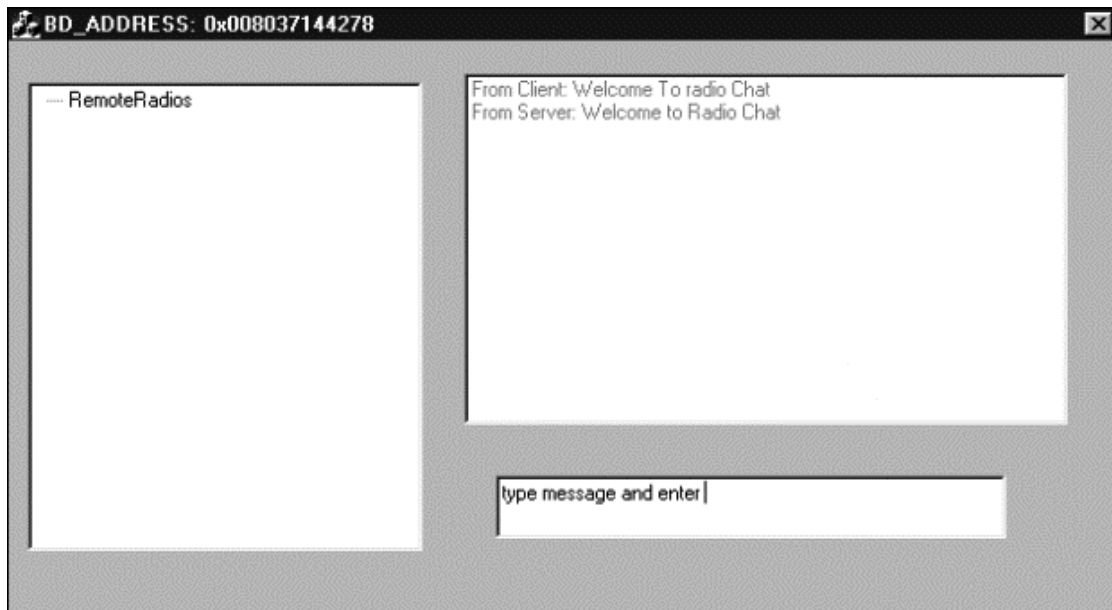 BD_ADDRESS: 0x008037144278
RemoteRadios
From Client: Welcome To radio Chat
From Server: Welcome to Radio Chat
type message and enter